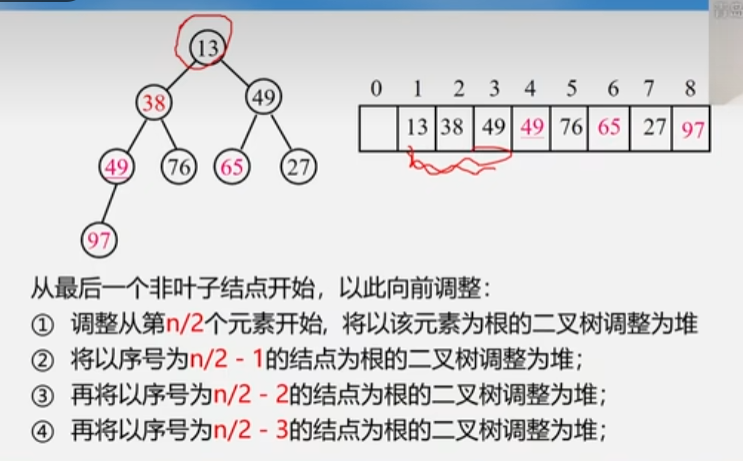 13
38
49
49
76
65
27
97
0 1 2 3 4 5 6 7 8
13 38 49 49 76 65 27 97
从最后一个非叶子结点开始，以此向前调整：
① 调整从第n/2个元素开始, 将以该元素为根的二叉树调整为堆
② 将以序号为n/2 - 1的结点为根的二叉树调整为堆；
③ 再将以序号为n/2 - 2的结点为根的二叉树调整为堆；
④ 再将以序号为n/2 - 3的结点为根的二叉树调整为堆；